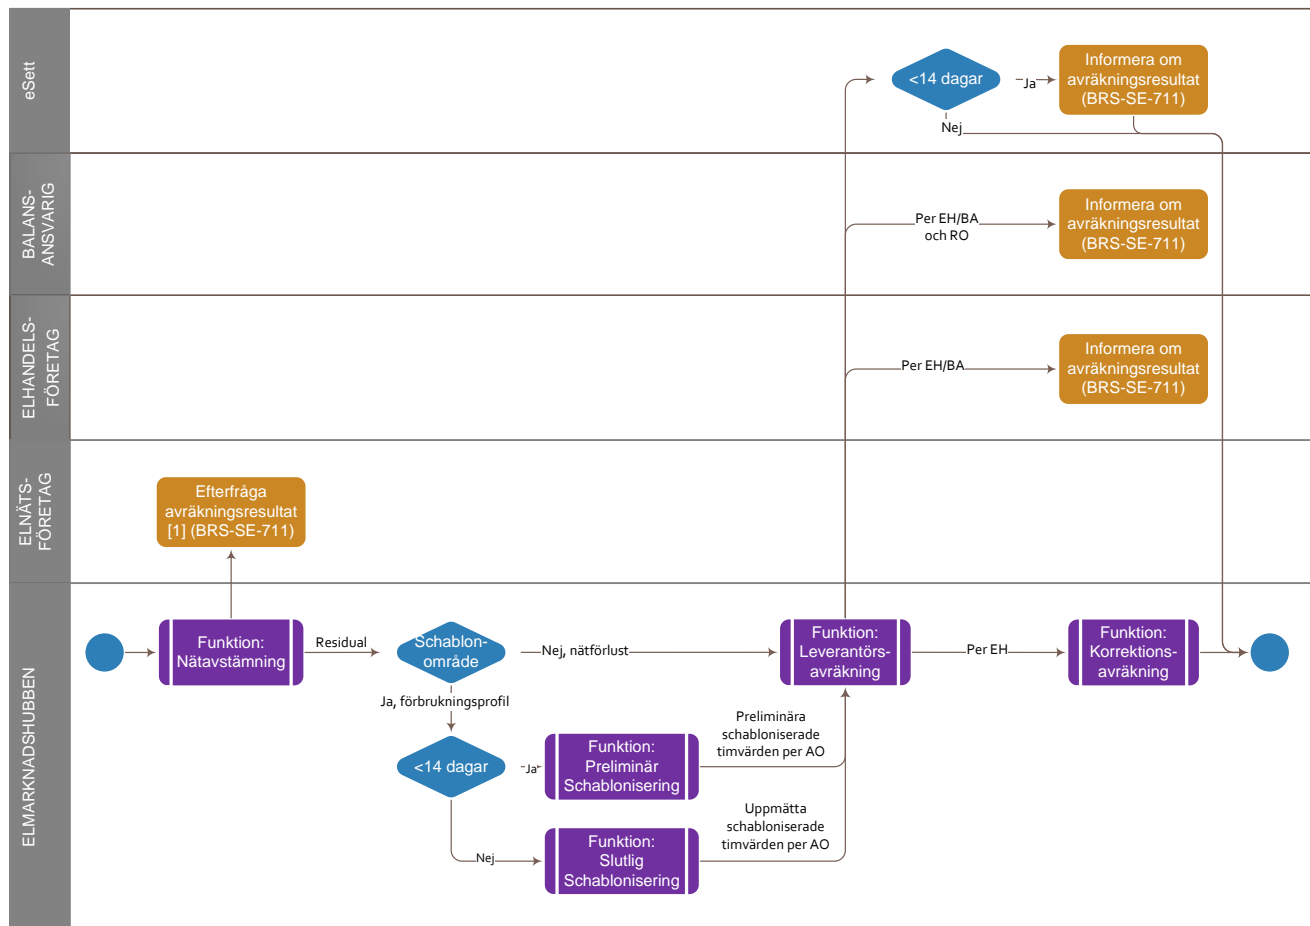 eSett
<14 dagar
Ja
Nej
Informera om
avräkningsresultat
(BRS-SE-711)
BALANS-
ANSVARIG
Per EH/BA
och RO
Informera om
avräkningsresultat
(BRS-SE-711)
ELHANDELS-
FÖRETAG
Per EH/BA
Informera om
avräkningsresultat
(BRS-SE-711)
ELNÄTS-
FÖRETAG
Efterfråga
avräkningsresultat
[1] (BRS-SE-711)
ELMARKNADSHUBBEN
Funktion:
Nätavstämning
Residual
Schablon-
område
Nej, nätförlust
Funktion:
Leverantörs-
avräkning
Per EH
Funktion:
Korrektions-
avräkning
Ja, förbrukningsprofil
<14 dagar
Ja
Funktion:
Preliminär
Schablonisering
Preliminära
schabloniserade
timvärden per AO
Nej
Funktion:
Slutlig
Schablonisering
Uppmätta
schabloniserade
timvärden per AO